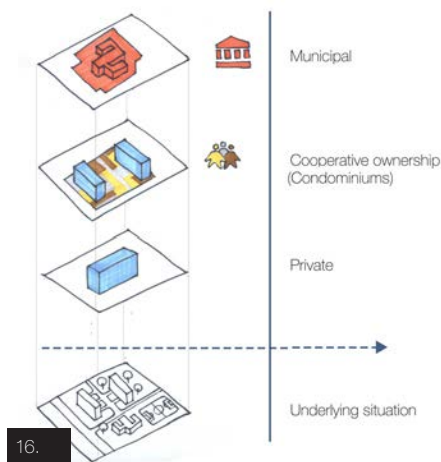 Municipal
Cooperative ownership
(Condominiums)
Private
Underlying situation
16.